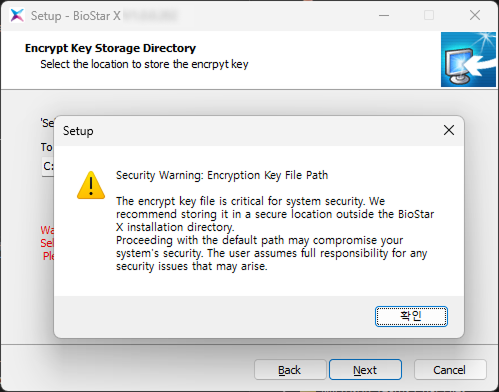 Setup - BioStar X
Encrypt Key Storage Directory
Select the location to store the encrpyt key
'Se
To
C:
Wa
Sel
Ple
Setup
Security Warning: Encryption Key File Path
The encrypt key file is critical for system security. We
recommend storing it in a secure location outside the BioStar
X installation directory.
Proceeding with the default path may compromise your
system's security. The user assumes full responsibility for any
security issues that may arise.
확인
Back
Next
Cancel